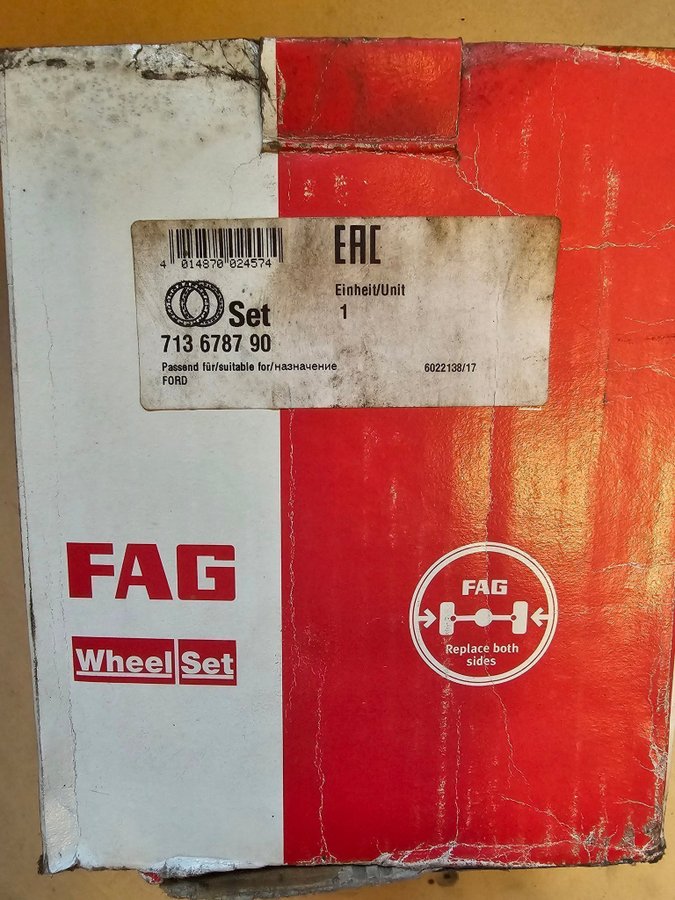 4 014870 024574
EAC
Einheit/Unit
1
Set
713 6787 90
Passend für/suitable for/назначение
FORD
6022138/17
FAG
Wheel Set
FAG
Replace both
sides